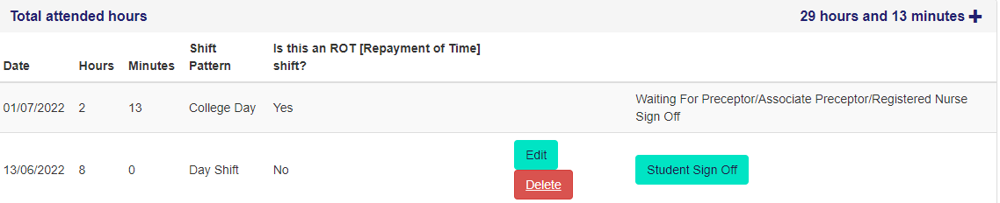 Total attended hours 29 hours and 13 minutes
Date Hours Minutes Shift Pattern Is this an ROT [Repayment of Time] shift?
01/07/2022 2 13 College Day Yes Waiting For Preceptor/Associate Preceptor/Registered Nurse Sign Off
13/06/2022 8 0 Day Shift No Edit Delete Student Sign Off